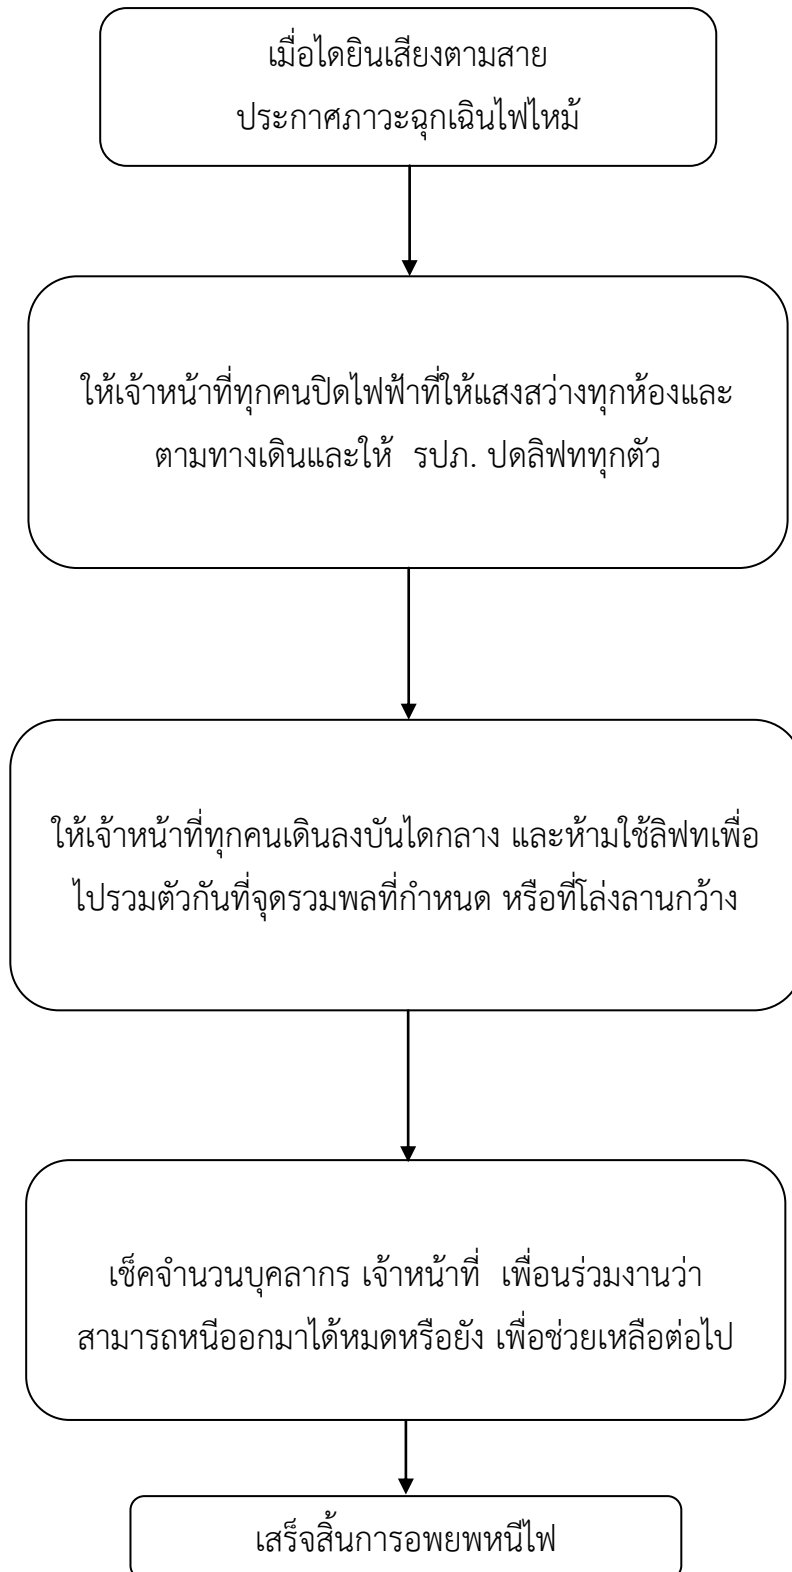 เมื่อไดยินเสียงตามสาย
ประกาศภาวะฉุกเฉินไฟไหม้
ให้เจ้าหน้าที่ทุกคนปิดไฟฟ้าที่ให้แสงสว่างทุกห้องและ
ตามทางเดินและให้  รปภ. ปดลิฟททุกตัว
ให้เจ้าหน้าที่ทุกคนเดินลงบันไดกลาง และห้ามใช้ลิฟทเพื่อ
ไปรวมตัวกันที่จุดรวมพลที่กำหนด หรือที่โล่งลานกว้าง
เช็คจำนวนบุคลากร เจ้าหน้าที่  เพื่อนร่วมงานว่า
สามารถหนีออกมาได้หมดหรือยัง เพื่อช่วยเหลือต่อไป
เสร็จสิ้นการอพยพหนีไฟ